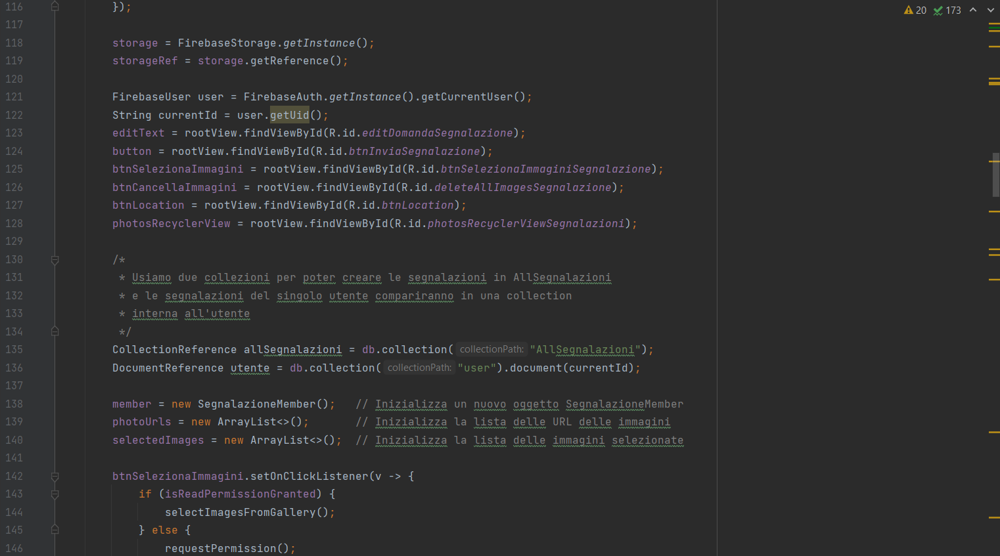 20 173
116 });
117
118 storage = FirebaseStorage.getInstance();
119 storageRef = storage.getReference();
120
121 FirebaseUser user = FirebaseAuth.getInstance().getCurrentUser();
122 String currentId = user.getUid();
123 editText = rootView.findViewById(R.id.editDomandaSegnalazione);
124 button = rootView.findViewById(R.id.btnInviaSegnalazione);
125 btnSelezionaImmagini = rootView.findViewById(R.id.btnSelezionaImmaginiSegnalazione);
126 btnCancellaImmagini = rootView.findViewById(R.id.deleteAllImagesSegnalazione);
127 btnLocation = rootView.findViewById(R.id.btnLocation);
128 photosRecyclerView = rootView.findViewById(R.id.photosRecyclerViewSegnalazioni);
129
130 /*
131 * Usiamo due collezioni per poter creare le segnalazioni in AllSegnalazioni
132 * e le segnalazioni del singolo utente compariranno in una collection
133 * interna all'utente
134 */
135 CollectionReference allSegnalazioni = db.collection( collectionPath: "AllSegnalazioni");
136 DocumentReference utente = db.collection( collectionPath: "user").document(currentId);
137
138 member = new SegnalazioneMember(); // Inizializza un nuovo oggetto SegnalazioneMember
139 photoUrls = new ArrayList<>(); // Inizializza la lista delle URL delle immagini
140 selectedImages = new ArrayList<>(); // Inizializza la lista delle immagini selezionate
141
142 btnSelezionaImmagini.setOnClickListener(v -> {
143 if (isReadPermissionGranted) {
144 selectImagesFromGallery();
145 } else {
146 requestPermission();